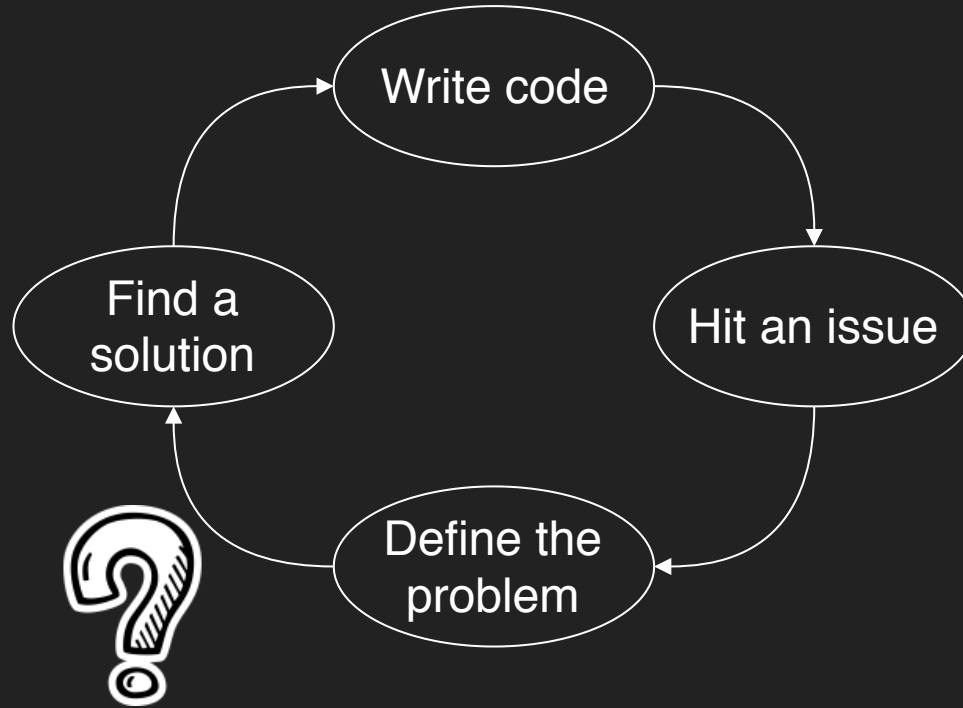 Write code
Hit an issue
Define the
problem
Find a
solution
?